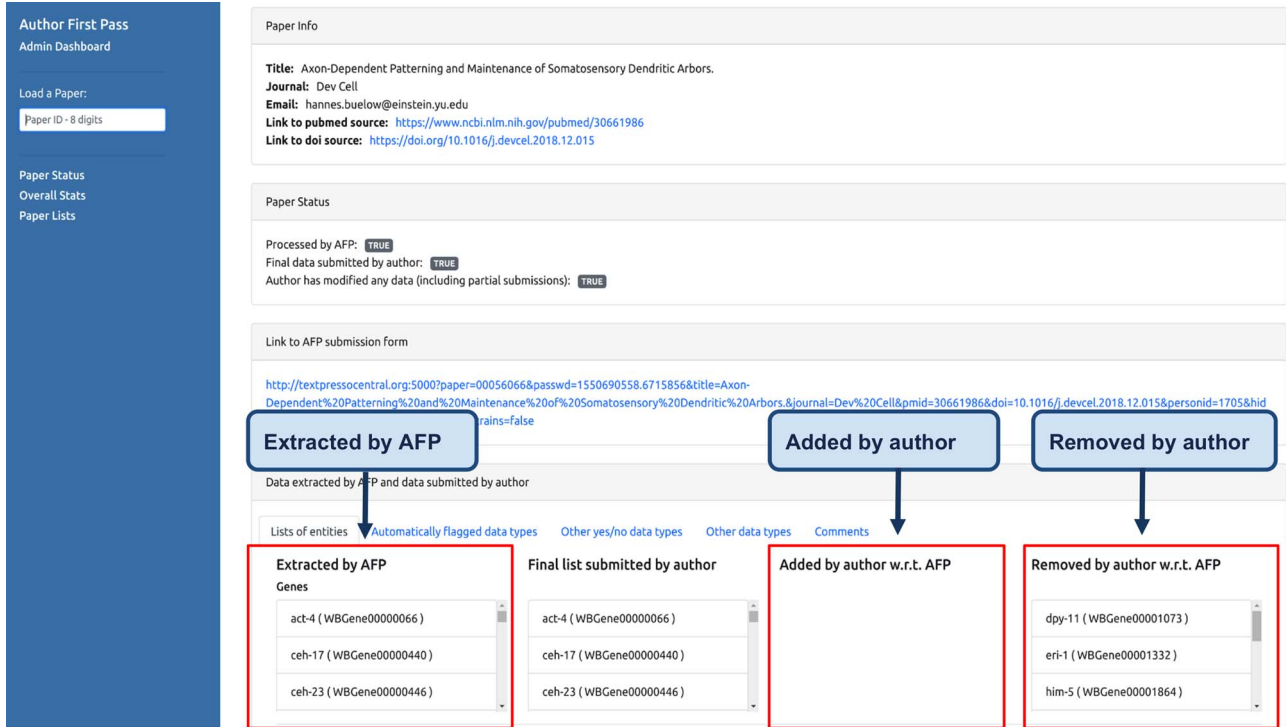 Author First Pass
Admin Dashboard
Load a Paper:
Paper ID - 8 digits
Paper Status
Overall Stats
Paper Lists
Paper Info
Title: Axon-Dependent Patterning and Maintenance of Somatosensory Dendritic Arbors.
Journal: Dev Cell
Email: hannes.buelow@einstein.yu.edu
Link to pubmed source: https://www.ncbi.nlm.nih.gov/pubmed/30661986
Link to doi source: https://doi.org/10.1016/j.devcel.2018.12.015
Paper Status
Processed by AFP: TRUE
Final data submitted by author: TRUE
Author has modified any data (including partial submissions): TRUE
Link to AFP submission form
http://textpressocentral.org:5000?paper=00056066&passwd=1550690558.6715856&title=Axon-
Dependent%20Patterning%20and%20Maintenance%20of%20Somatosensory%20Dendritic%20Arbors.&journal=Dev%20Cell&pmid=30661986&doi=10.1016/j.devcel.2018.12.015&personid=1705&hid
rains=false
Extracted by AFP
Added by author
Removed by author
Data extracted by AFP and data submitted by author
Lists of entities Automatically flagged data types Other yes/no data types Other data types Comments
Extracted by AFP Final list submitted by author Added by author w.r.t. AFP Removed by author w.r.t. AFP
Genes
act-4 ( WBGene00000066 ) act-4 ( WBGene00000066 ) dpy-11 ( WBGene00001073 )
ceh-17 ( WBGene00000440 ) ceh-17 ( WBGene00000440 ) eri-1 ( WBGene00001332 )
ceh-23 ( WBGene00000446 ) ceh-23 ( WBGene00000446 ) him-5 ( WBGene00001864 )